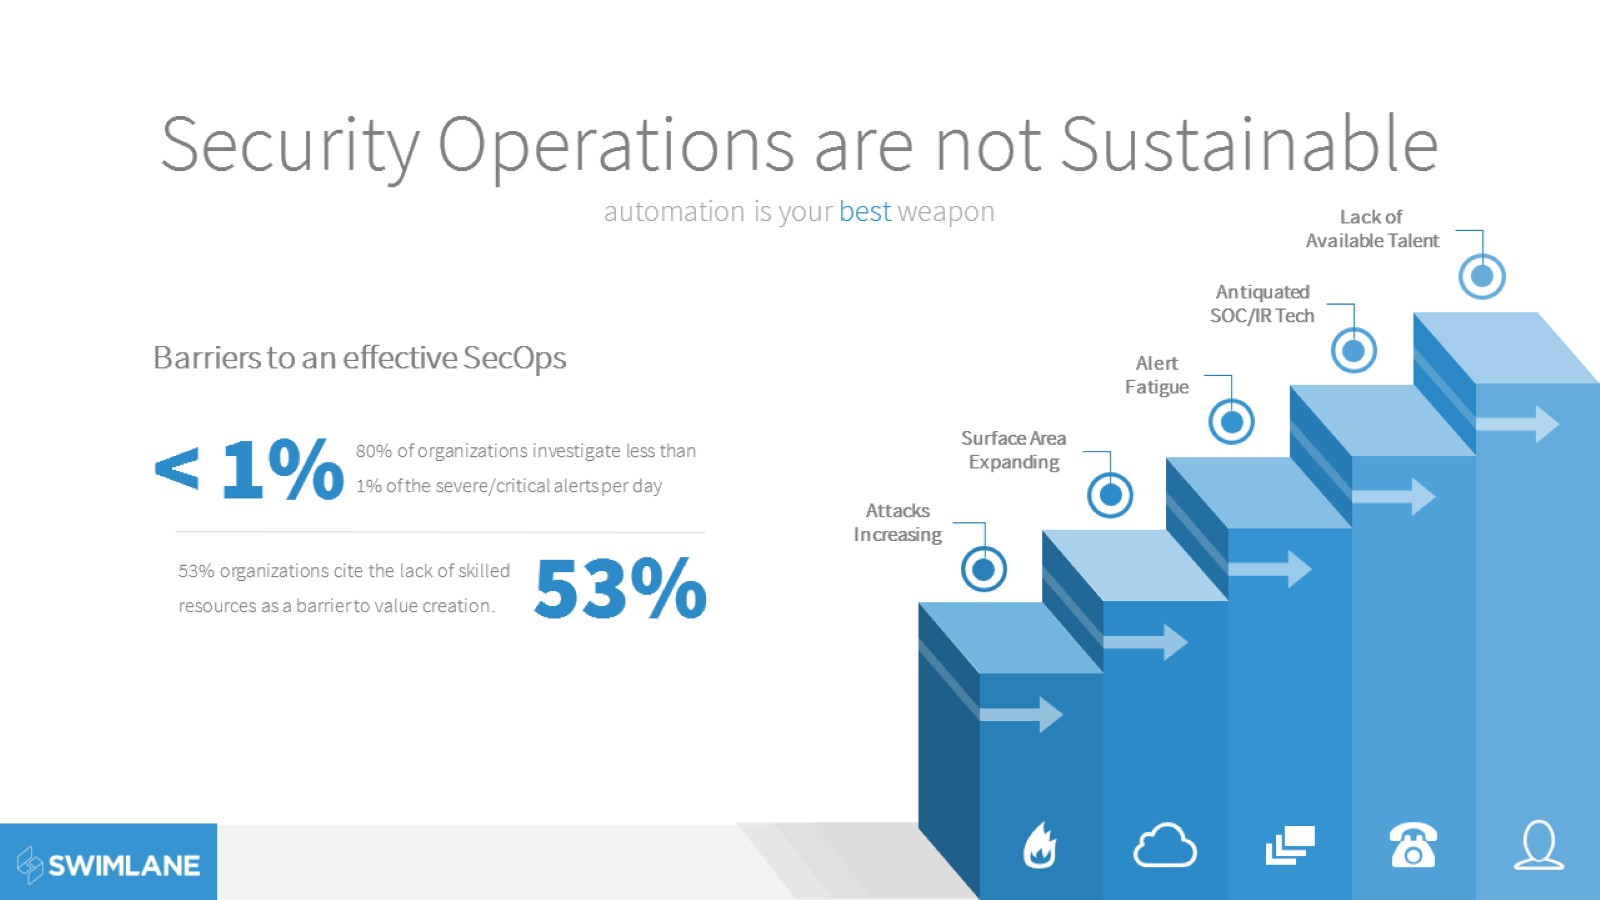 Security Operations are not Sustainable
automation is your best weapon
Barriers to an effective SecOps
< 1%
80% of organizations investigate less than
1% of the severe/critical alerts per day
53% organizations cite the lack of skilled
resources as a barrier to value creation.
53%
Attacks
Increasing
Surface Area
Expanding
Alert
Fatigue
Antiquated
SOC/IR Tech
Lack of
Available Talent
SWIMLANE